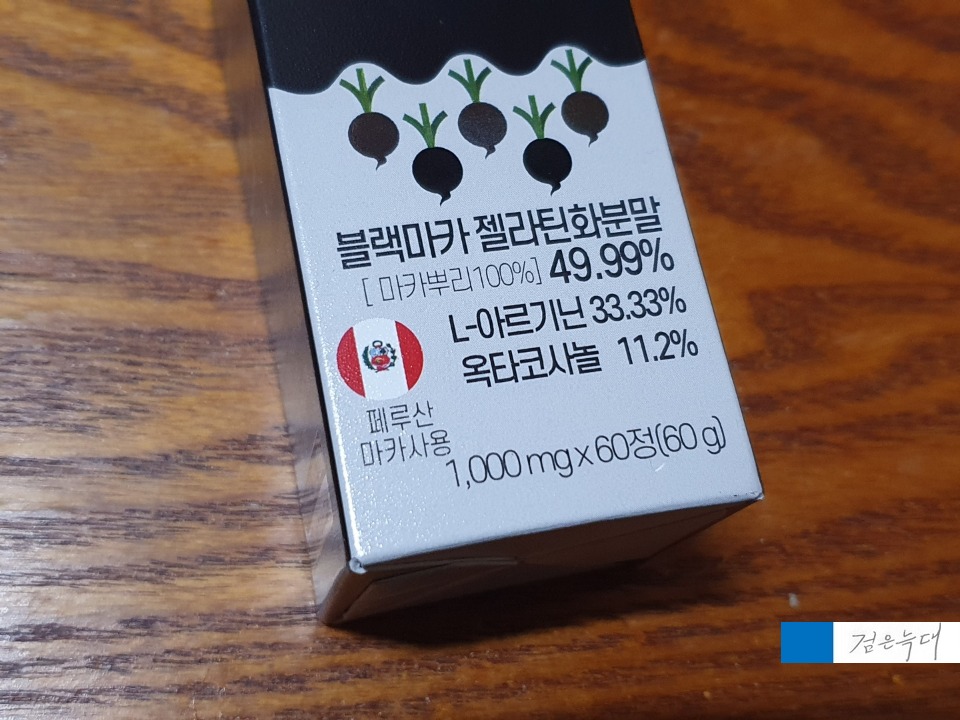 블랙마카 젤라틴화분말
[ 마카뿌리100%] 49.99%
L-아르기닌 33.33%
옥타코사놀 11.2%
페루산
마카사용
1,000 mg x 60정(60 g)
검은늑대